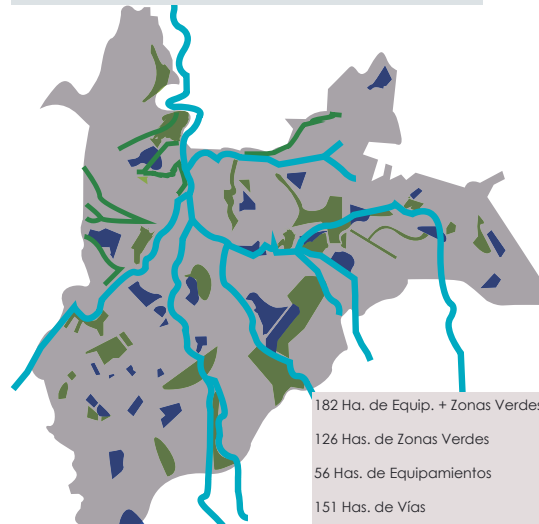 182 Ha. de Equip. + Zonas Verdes
126 Has. de Zonas Verdes
56 Has. de Equipamientos
151 Has. de Vías